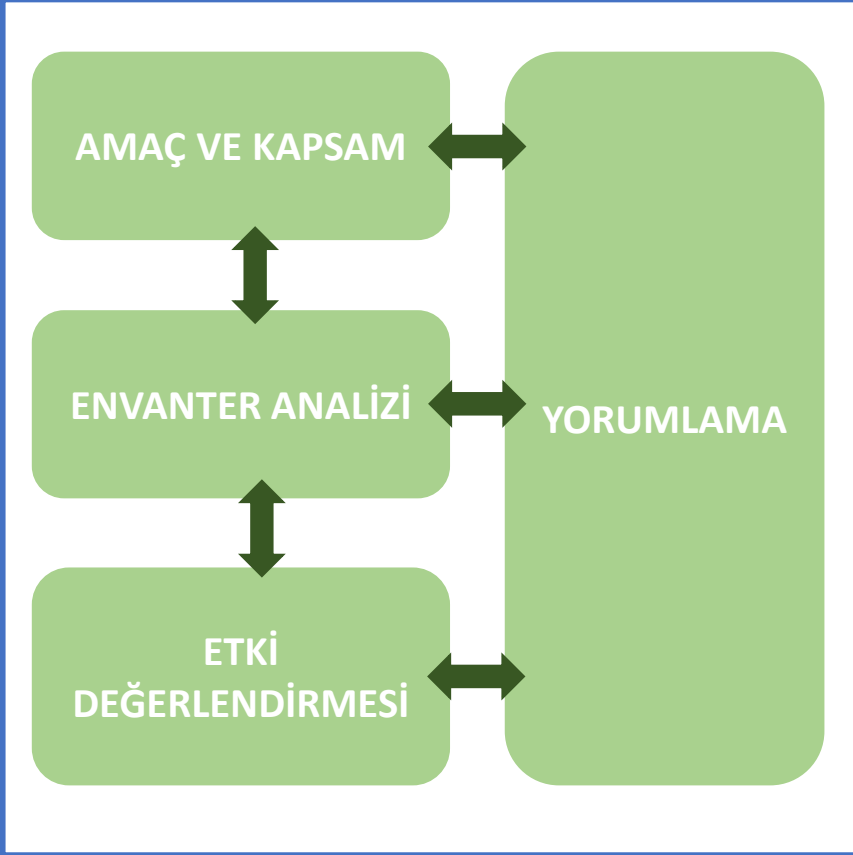 AMAÇ VE KAPSAM
ENVANTER ANALİZİ
YORUMLAMA
ETKİ
DEĞERLENDİRMESİ